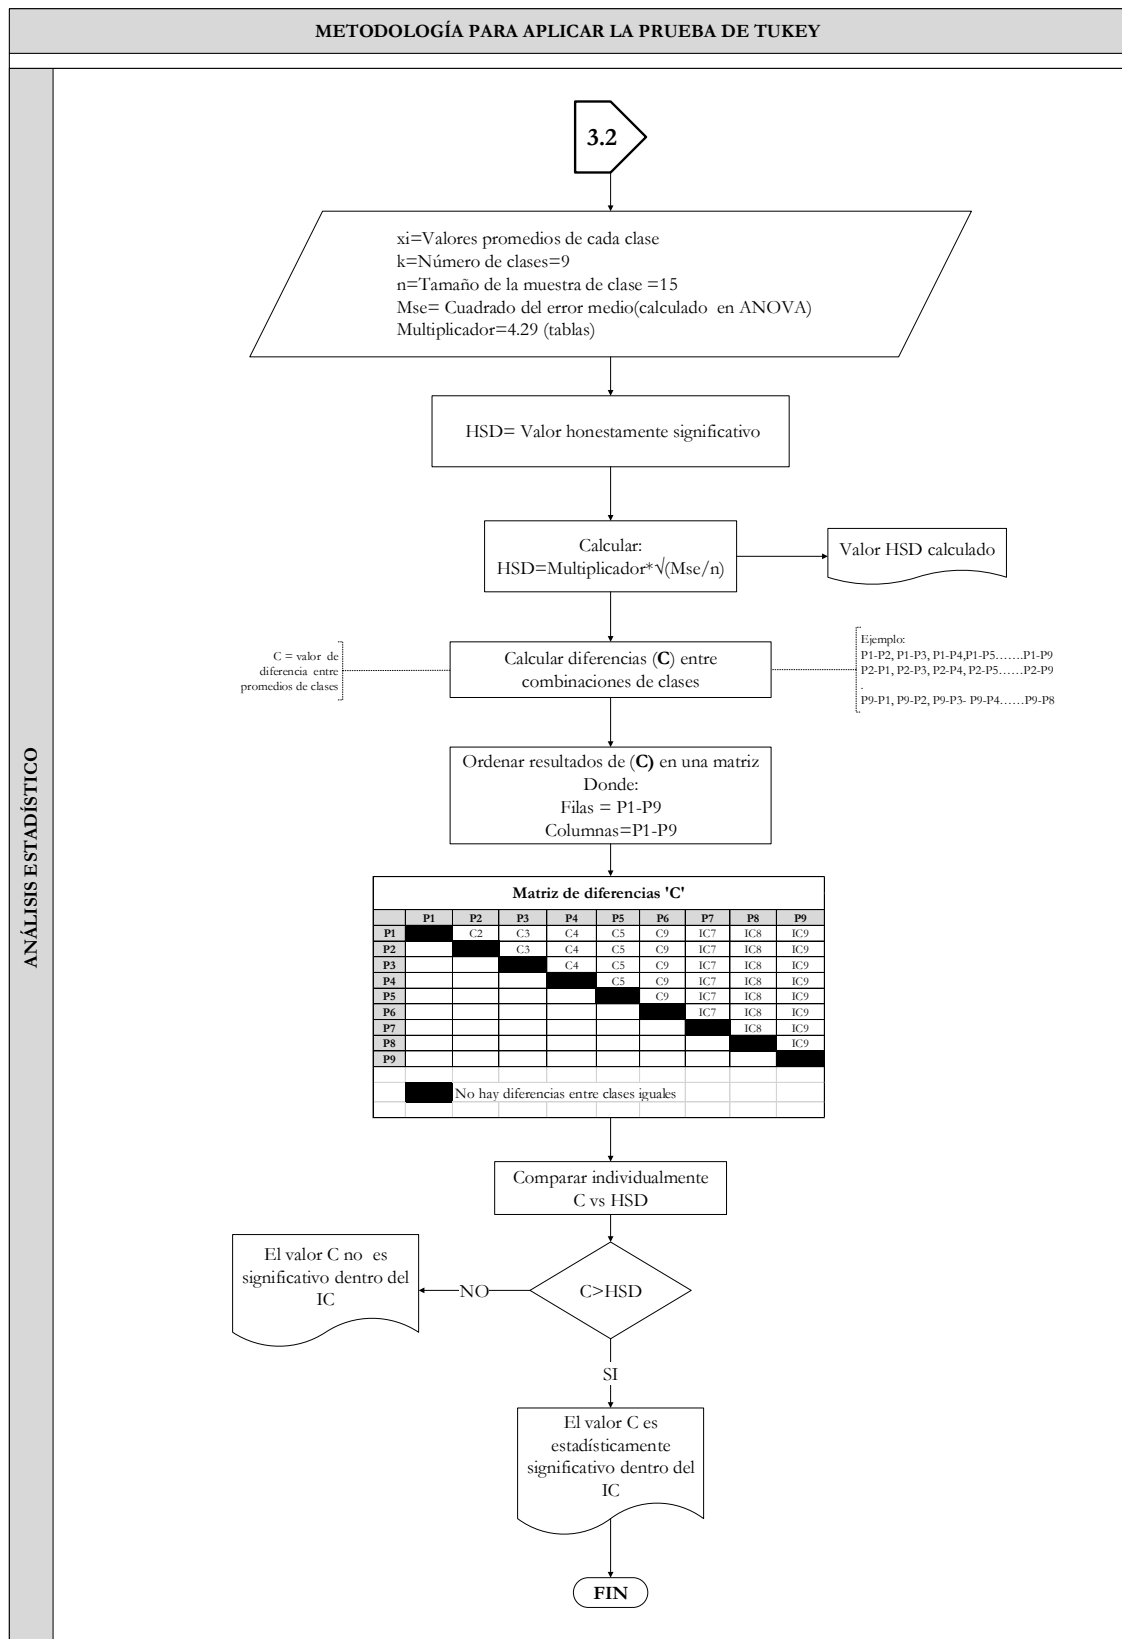 METODOLOGÍA PARA APLICAR LA PRUEBA DE TUKEY
ANÁLISIS ESTADÍSTICO
3.2
xi=Valores promedios de cada clase
k=Número de clases=9
n=Tamaño de la muestra de clase =15
Mse= Cuadrado del error medio(calculado en ANOVA)
Multiplicador=4.29 (tablas)
HSD= Valor honestamente significativo
Calcular:
HSD=Multiplicador*√(Mse/n)
Valor HSD calculado
C = valor de
diferencia entre
promedios de clases
Calcular diferencias (C) entre
combinaciones de clases
Ejemplo:
P1-P2, P1-P3, P1-P4,P1-P5……P1-P9
P2-P1, P2-P3, P2-P4, P2-P5……P2-P9
.
P9-P1, P9-P2, P9-P3- P9-P4……P9-P8
Ordenar resultados de (C) en una matriz
Donde:
Filas = P1-P9
Columnas=P1-P9
Matriz de diferencias 'C'
P1 P2 P3 P4 P5 P6 P7 P8 P9
P1 C2 C3 C4 C5 C9 IC7 IC8 IC9
P2 C3 C4 C5 C9 IC7 IC8 IC9
P3 C4 C5 C9 IC7 IC8 IC9
P4 C5 C9 IC7 IC8 IC9
P5 C9 IC7 IC8 IC9
P6 IC7 IC8 IC9
P7 IC8 IC9
P8 IC9
P9
No hay diferencias entre clases iguales
Comparar individualmente
C vs HSD
C>HSD
NO
El valor C no es
significativo dentro del
IC
SI
El valor C es
estadísticamente
significativo dentro del
IC
FIN